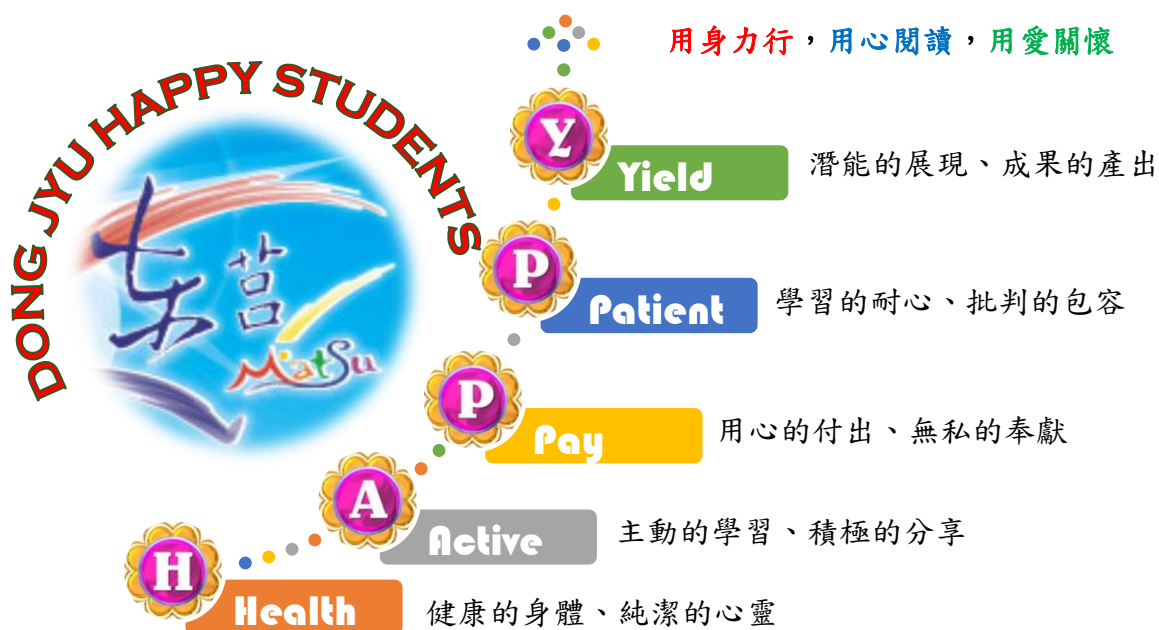 用身力行，用心閱讀，用愛關懷
DONG JYU HAPPY STUDENTS
東莒
MatSu
Y
Yield
潛能的展現、成果的產出
P
Patient
學習的耐心、批判的包容
P
Pay
用心的付出、無私的奉獻
A
Active
主動的學習、積極的分享
H
Health
健康的身體、純潔的心靈